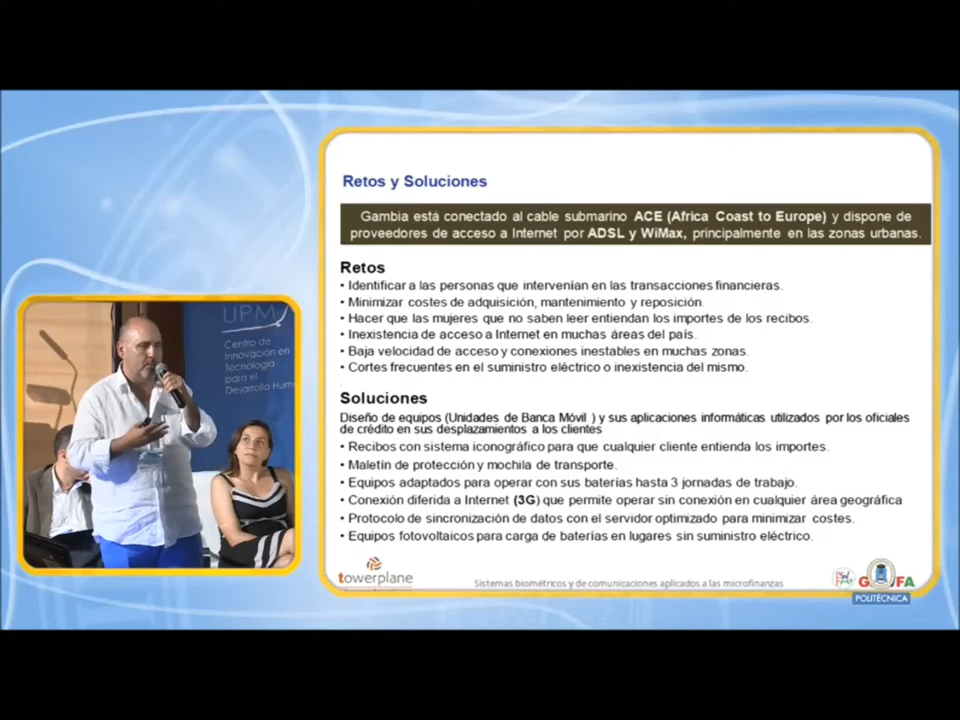 Retos y Soluciones
Gambia está conectado al cable submarino ACE (Africa Coast to Europe) y dispone de
proveedores de acceso a Internet por ADSL y WiMax, principalmente en las zonas urbanas.
Retos
• Identificar a las personas que intervenían en las transacciones financieras.
• Minimizar costes de adquisición, mantenimiento y reposición.
• Hacer que las mujeres que no saben leer entiendan los importes de los recibos.
• Inexistencia de acceso a Internet en muchas áreas del país.
• Baja velocidad de acceso y conexiones inestables en muchas zonas.
• Cortes frecuentes en el suministro eléctrico o inexistencia del mismo.
Soluciones
Diseño de equipos (Unidades de Banca Móvil ) y sus aplicaciones informáticas utilizados por los oficiales
de crédito en sus desplazamientos a los clientes
• Recibos con sistema iconográfico para que cualquier cliente entienda los importes.
• Maletín de protección y mochila de transporte.
• Equipos adaptados para operar con sus baterías hasta 3 jornadas de trabajo.
• Conexión diferida a Internet (3G) que permite operar sin conexión en cualquier área geográfica
• Protocolo de sincronización de datos con el servidor optimizado para minimizar costes.
• Equipos fotovoltaicos para carga de baterías en lugares sin suministro eléctrico.
towerplane
Sistemas biométricos y de comunicaciones aplicados a las microfinanzas
POLITÉCNICA
UPM
Centro de
Innovación en
Tecnología
para el
Desarrollo